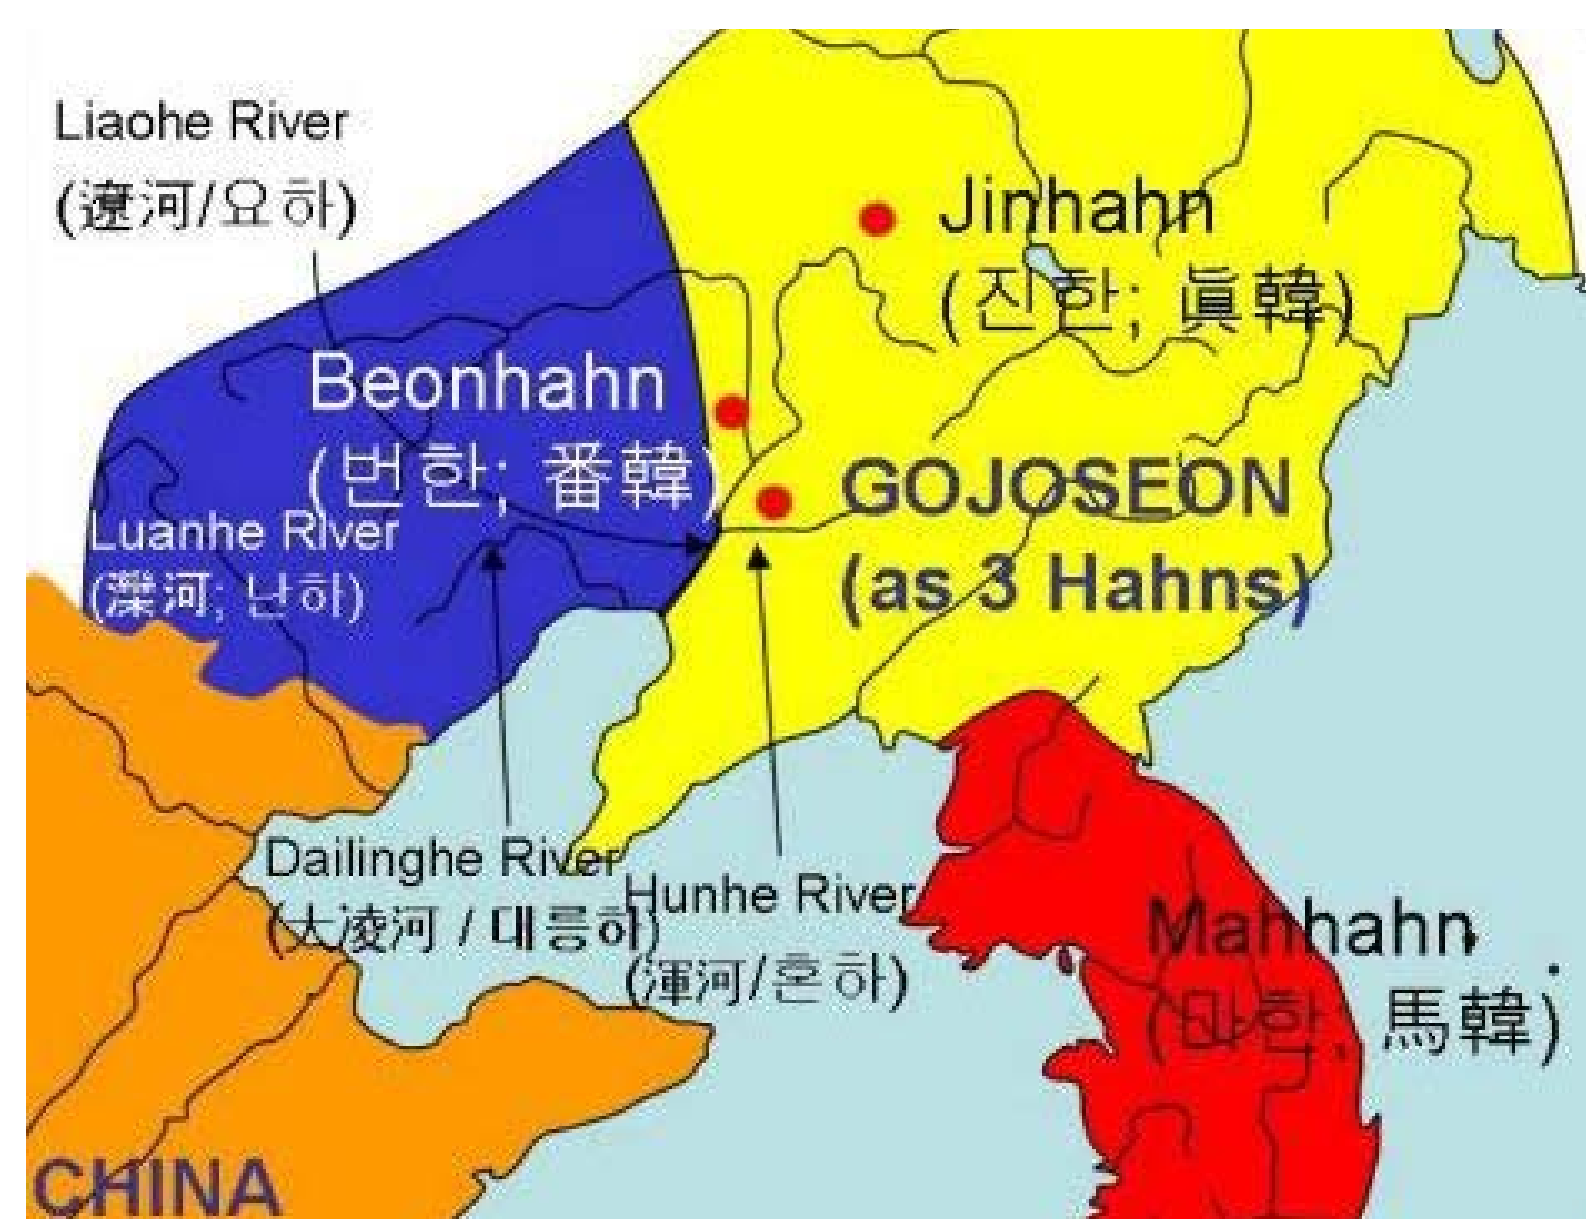 Liaohe River
(遼河/요하)
Jinhahn
(진한; 眞韓)
Beonhahn
(번한; 番韓)
GOJOSEON
(as 3 Hahns)
Luanhe River
(灤河; 난하)
Dailinghe River
(大凌河 / 대릉하)
Hunhe River
(渾河/혼하)
Mahhahn
(마한; 馬韓)
CHINA